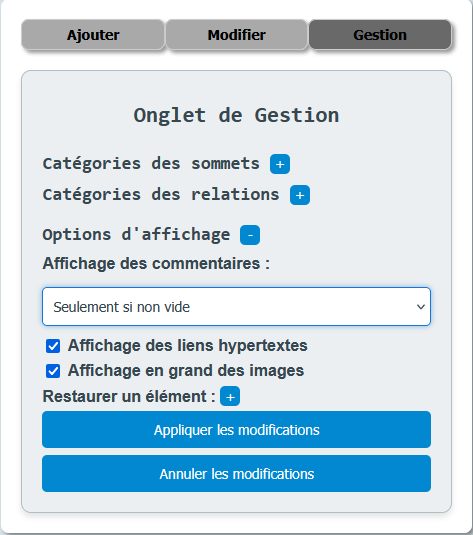 Ajouter Modifier Gestion
Onglet de Gestion
Catégories des sommets +
Catégories des relations +
Options d'affichage -
Affichage des commentaires :
Seulement si non vide
Affichage des liens hypertextes
Affichage en grand des images
Restaurer un élément : +
Appliquer les modifications
Annuler les modifications